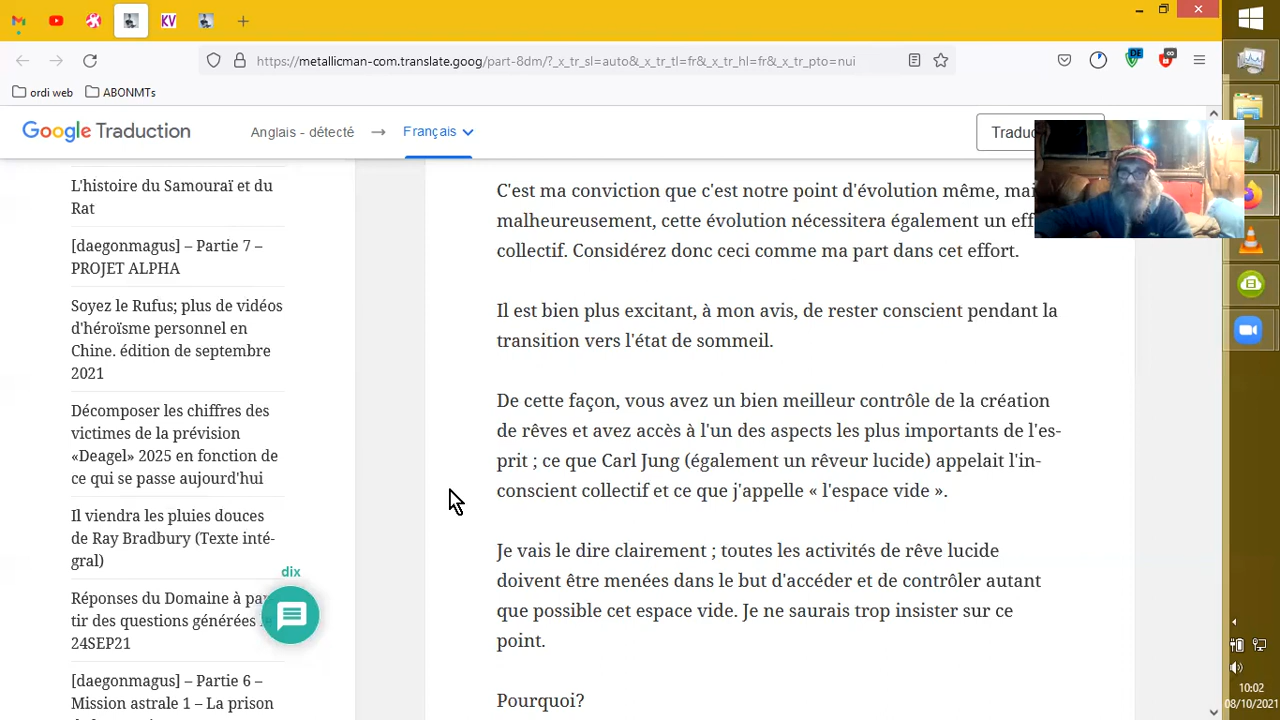 KV
https://metallicman-com.translate.goog/part-8dm/?_x_tr_sl=auto&_x_tr_tl=fr&_x_tr_hl=fr&_x_tr_pto=nui
DE
ordi web
ABONMTs
Google Traduction
Anglais - détecté
Français
Traduc
L'histoire du Samouraï et du
Rat
[daegonmagus] – Partie 7 –
PROJET ALPHA
Soyez le Rufus; plus de vidéos
d'héroïsme personnel en
Chine. édition de septembre
2021
Décomposer les chiffres des
victimes de la prévision
«Deagel» 2025 en fonction de
ce qui se passe aujourd'hui
Il viendra les pluies douces
de Ray Bradbury (Texte inté-
gral)
dix
Réponses du Domaine à par
tir des questions générées
24SEP21
[daegonmagus] – Partie 6 –
Mission astrale 1 – La prison
C'est ma conviction que c'est notre point d'évolution même, mai
malheureusement, cette évolution nécessitera également un eff
collectif. Considérez donc ceci comme ma part dans cet effort.
Il est bien plus excitant, à mon avis, de rester conscient pendant la
transition vers l'état de sommeil.
De cette façon, vous avez un bien meilleur contrôle de la création
de rêves et avez accès à l'un des aspects les plus importants de l'es-
prit ; ce que Carl Jung (également un rêveur lucide) appelait l'in-
conscient collectif et ce que j'appelle « l'espace vide ».
Je vais le dire clairement ; toutes les activités de rêve lucide
doivent être menées dans le but d'accéder et de contrôler autant
que possible cet espace vide. Je ne saurais trop insister sur ce
point.
Pourquoi?
10:02
08/10/2021